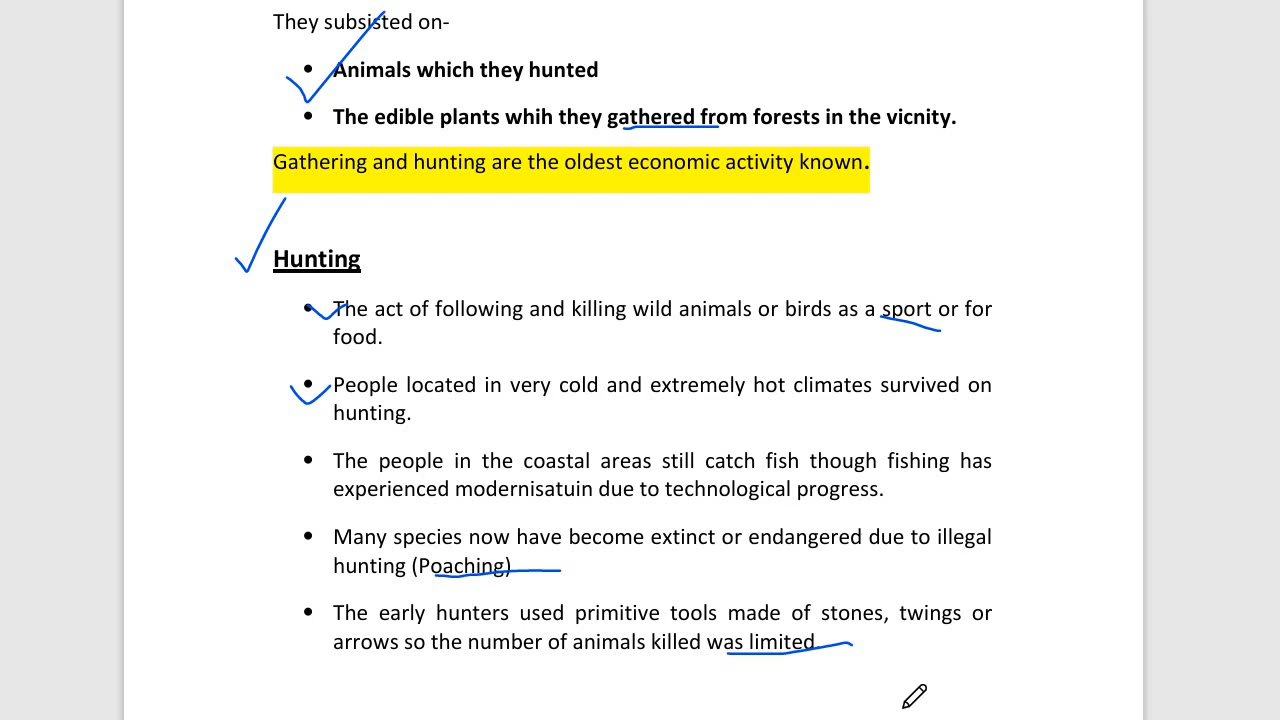 They subsisted on-
• Animals which they hunted
• The edible plants whih they gathered from forests in the vicnity.
Gathering and hunting are the oldest economic activity known.
Hunting
• The act of following and killing wild animals or birds as a sport or for
food.
• People located in very cold and extremely hot climates survived on
hunting.
• The people in the coastal areas still catch fish though fishing has
experienced modernisatuin due to technological progress.
• Many species now have become extinct or endangered due to illegal
hunting (Poaching)
• The early hunters used primitive tools made of stones, twings or
arrows so the number of animals killed was limited.